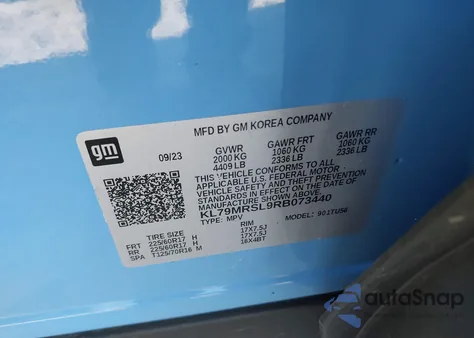 MFD BY GM KOREA COMPANY
gm
09/23 GVWR GAWR FRT GAWR RR
2000 KG 1060 KG 1060 KG
4409 LB 2336 LB 2336 LB
THIS VEHICLE CONFORMS TO ALL APPLICABLE U.S. FEDERAL MOTOR
VEHICLE SAFETY AND THEFT PREVENTION STANDARDS
IN EFFECT ON THE DATE OF MANUFACTURE SHOWN ABOVE.
KL79MRSL9RB073440
TYPE: MPV MODEL: 901TU56
TIRE SIZE RIM
FRT 225/60R17 H 17X7.5J
RR 225/60R17 H 17X7.5J
SPA T125/70R16 M 16X4BT
autoSnap